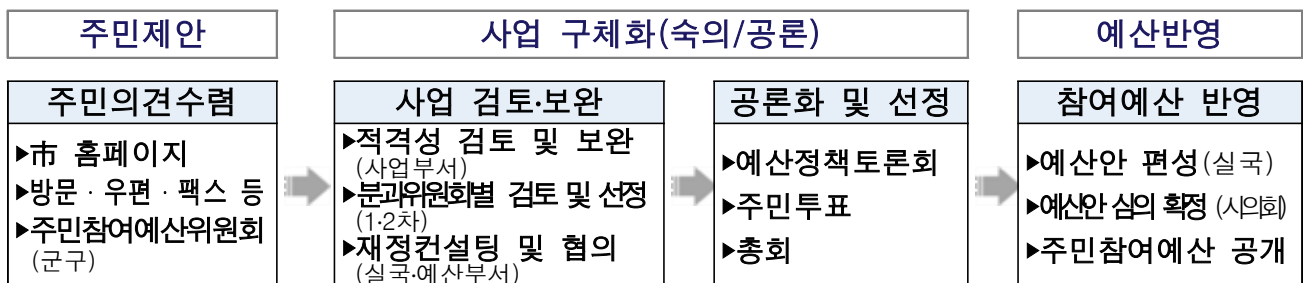 주민제안
사업 구체화(숙의/공론)
예산반영
주민의견수렴
▶市 홈페이지
▶방문 · 우편 · 팩스 등
▶주민참여예산위원회
(군구)
사업 검토·보완
▶적격성 검토 및 보완
(사업부서)
▶분과위원회별 검토 및 선정
(1·2차)
▶재정컨설팅 및 협의
(실국·예산부서)
공론화 및 선정
▶예산정책토론회
▶주민투표
▶총회
참여예산 반영
▶예산안 편성(실국)
▶예산안 심의 확정 (시의회)
▶주민참여예산 공개